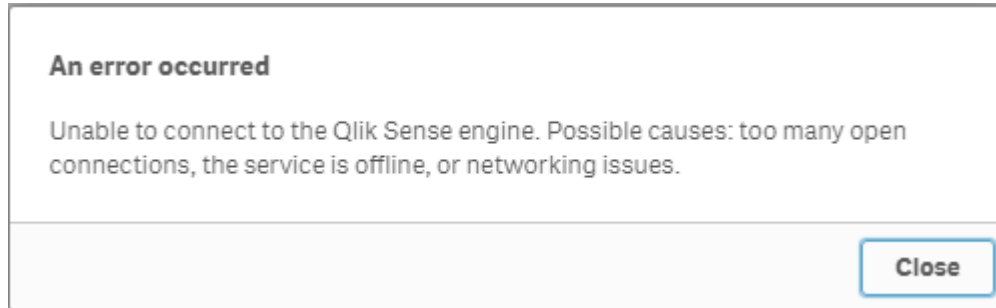 An error occurred
Unable to connect to the Qlik Sense engine. Possible causes: too many open
connections, the service is offline, or networking issues.
Close